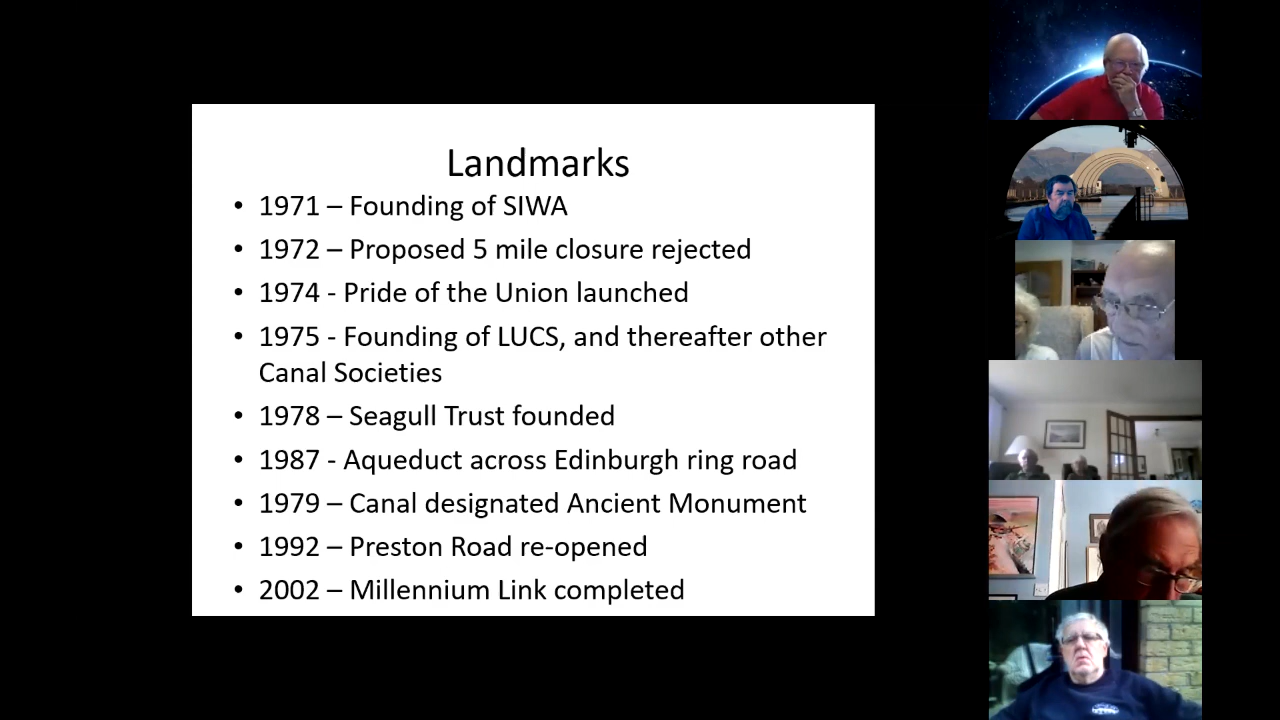 Landmarks
• 1971 – Founding of SIWA
• 1972 – Proposed 5 mile closure rejected
• 1974 - Pride of the Union launched
• 1975 - Founding of LUCS, and thereafter other
Canal Societies
• 1978 – Seagull Trust founded
• 1987 - Aqueduct across Edinburgh ring road
• 1979 – Canal designated Ancient Monument
• 1992 – Preston Road re-opened
• 2002 – Millennium Link completed